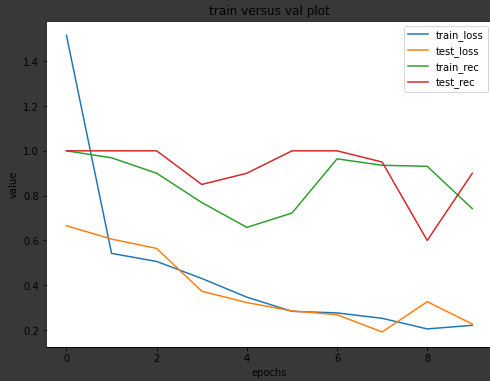 train versus val plot
train_loss
test_loss
train_rec
test_rec
value
1.4
1.2
1.0
0.8
0.6
0.4
0.2
0 2 4 6 8
epochs